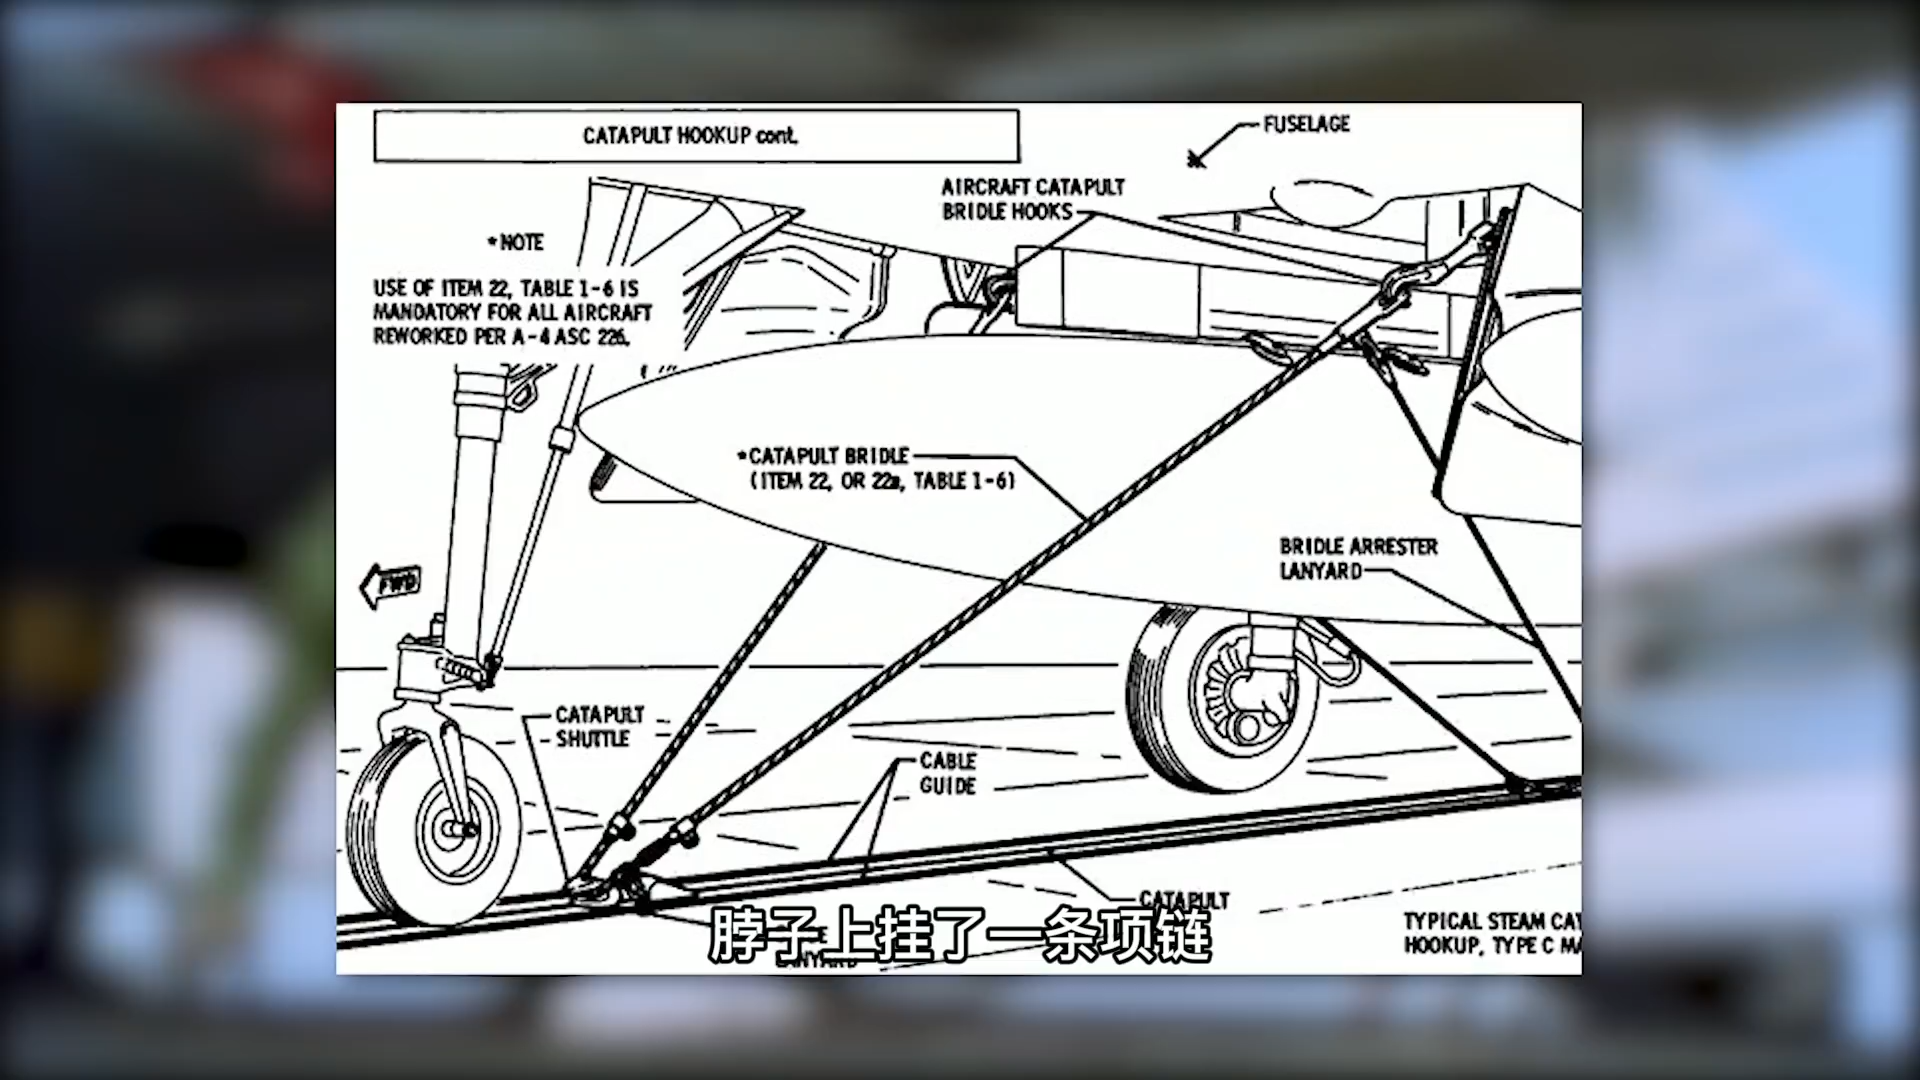 CATAPULT HOOKUP cont.
FUSELAGE
AIRCRAFT CATAPULT
BRIDLE HOOKS
*NOTE
USE OF ITEM 22, TABLE 1-6 IS
MANDATORY FOR ALL AIRCRAFT
REWORKED PER A-4 ASC 226.
*CATAPULT BRIDLE
(ITEM 22, OR 22a, TABLE 1-6)
BRIDLE ARRESTER
LANYARD
FWD
CATAPULT
SHUTTLE
CABLE
GUIDE
CATAPULT
TYPICAL STEAM CAT
HOOKUP, TYPE C MA
脖子上挂了一条项链
LANYARD